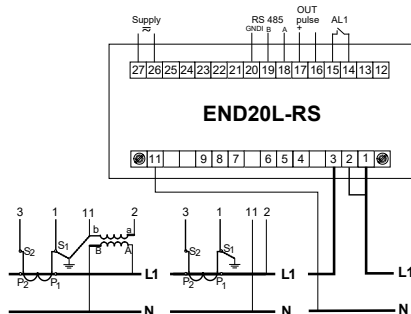 Supply
RS 485
GNDI B A
OUT
pulse
+
AL1
27 26 25 24 23 22 21 20 19 18 17 16 15 14 13 12
END20L-RS
11 9 8 7 6 5 4 3 2 1
3 1 11 2 3 1 11 2
b a
S2 S1 B A S2 S1
P2 P1 L1 P2 P1 L1 L1
N N N